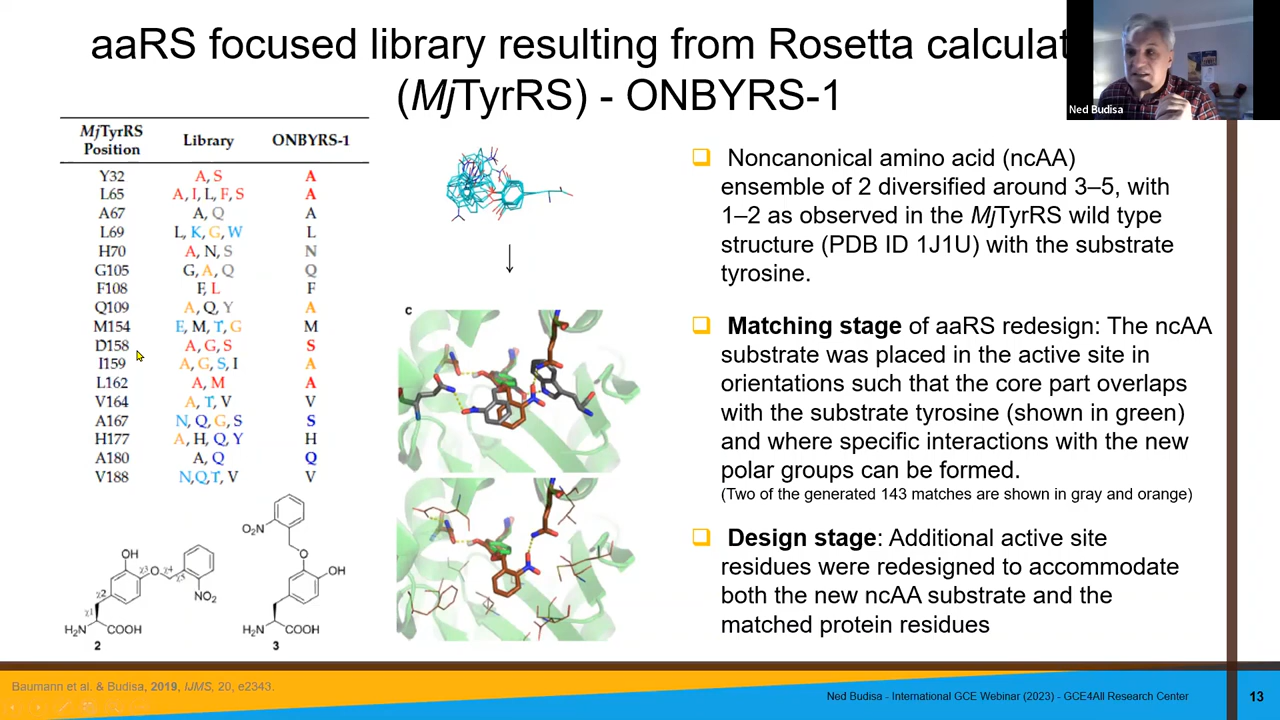 aaRS focused library resulting from Rosetta calculat
(MjTyrRS) - ONBYRS-1
Ned Budisa
MjTyrRS Position Library ONBYRS-1
Y32 A, S A
L65 A, I, L, F, S A
A67 A, Q A
L69 L, K, G, W L
H70 A, N, S N
G105 G, A, Q Q
F108 F, L F
Q109 A, Q, Y A
M154 E, M, T, G M
D158 A, G, S S
I159 A, G, S, I A
L162 A, M A
V164 A, T, V V
A167 N, Q, G, S S
H177 A, H, Q, Y H
A180 A, Q Q
V188 N,Q,T, V V
OH
O
χ3
χ4
χ5
χ2
χ1
NO₂
H₂N
COOH
2
O₂N
O
OH
H₂N
COOH
3
c
❑ Noncanonical amino acid (ncAA)
ensemble of 2 diversified around 3–5, with
1–2 as observed in the MjTyrRS wild type
structure (PDB ID 1J1U) with the substrate
tyrosine.
❑ Matching stage of aaRS redesign: The ncAA
substrate was placed in the active site in
orientations such that the core part overlaps
with the substrate tyrosine (shown in green)
and where specific interactions with the new
polar groups can be formed.
(Two of the generated 143 matches are shown in gray and orange)
❑ Design stage: Additional active site
residues were redesigned to accommodate
both the new ncAA substrate and the
matched protein residues
Baumann et al. & Budisa, 2019, IJMS, 20, e2343.
Ned Budisa - International GCE Webinar (2023) - GCE4All Research Center
13